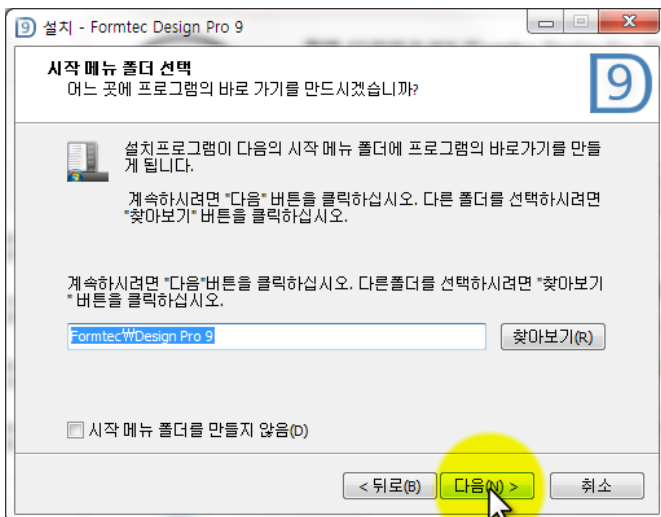 9 설치 - Formtec Design Pro 9
시작 메뉴 폴더 선택
어느 곳에 프로그램의 바로 가기를 만드시겠습니까?
9
설치프로그램이 다음의 시작 메뉴 폴더에 프로그램의 바로가기를 만들
게 됩니다.
계속하시려면 "다음" 버튼을 클릭하십시오. 다른 폴더를 선택하시려면
"찾아보기" 버튼을 클릭하십시오.
계속하시려면 "다음"버튼을 클릭하십시오. 다른폴더를 선택하시려면 "찾아보기
" 버튼을 클릭하십시오.
Formtec₩Design Pro 9
찾아보기(R)
시작 메뉴 폴더를 만들지 않음(D)
< 뒤로(B) 다음(N) > 취소